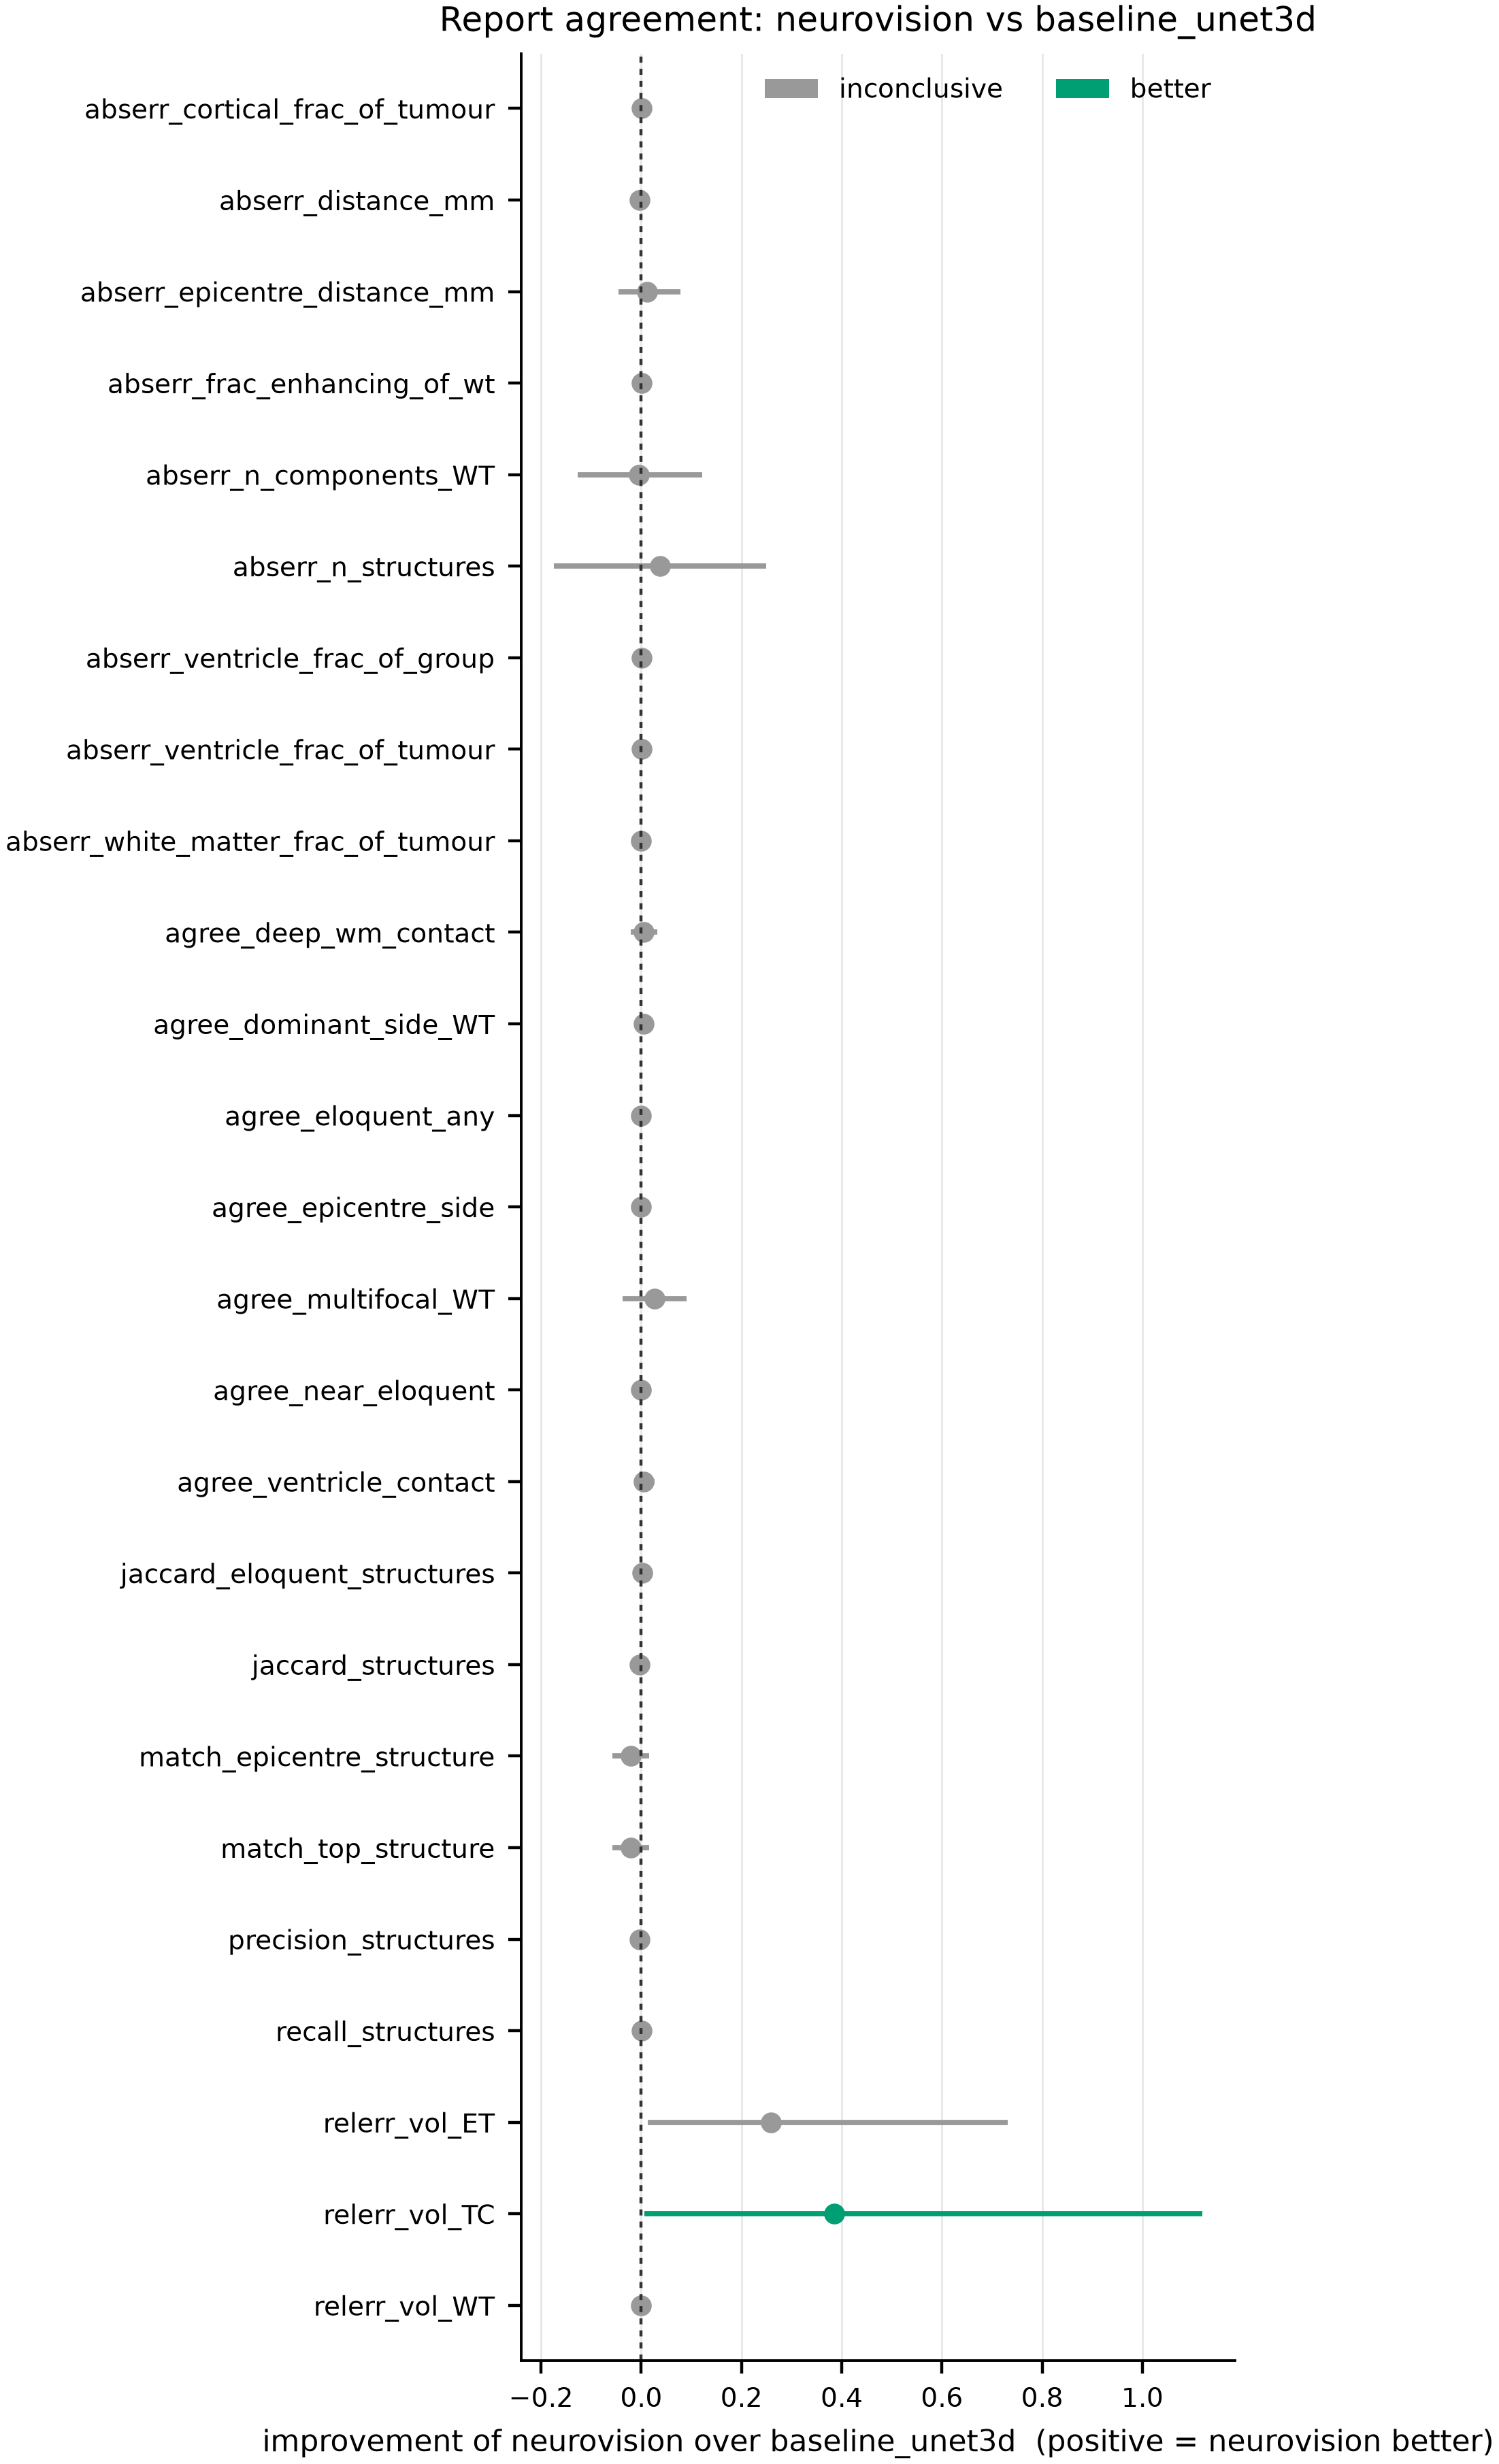 Report agreement: neurovision vs baseline_unet3d
inconclusive better
abserr_cortical_frac_of_tumour
abserr_distance_mm
abserr_epicentre_distance_mm
abserr_frac_enhancing_of_wt
abserr_n_components_WT
abserr_n_structures
abserr_ventricle_frac_of_group
abserr_ventricle_frac_of_tumour
abserr_white_matter_frac_of_tumour
agree_deep_wm_contact
agree_dominant_side_WT
agree_eloquent_any
agree_epicentre_side
agree_multifocal_WT
agree_near_eloquent
agree_ventricle_contact
jaccard_eloquent_structures
jaccard_structures
match_epicentre_structure
match_top_structure
precision_structures
recall_structures
relerr_vol_ET
relerr_vol_TC
relerr_vol_WT
−0.2 0.0 0.2 0.4 0.6 0.8 1.0
improvement of neurovision over baseline_unet3d (positive = neurovision better)